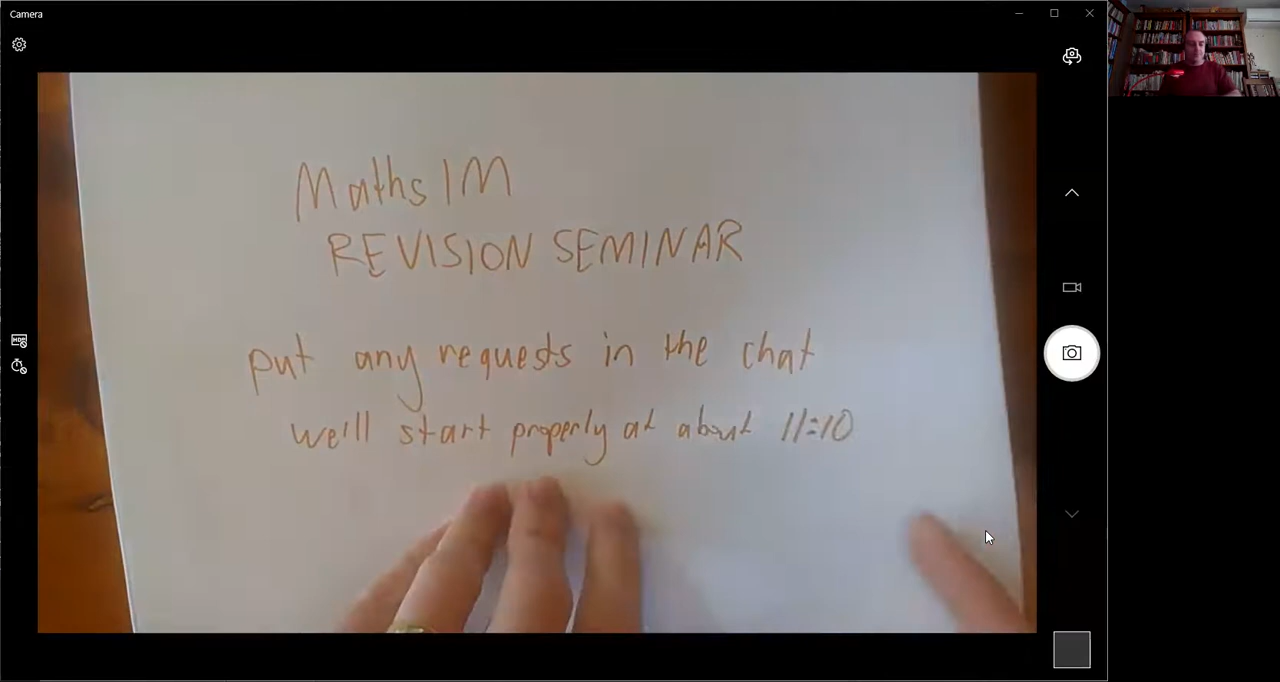 Camera
Maths 1M
REVISION SEMINAR
put any requests in the chat
we'll start properly at about 11:10